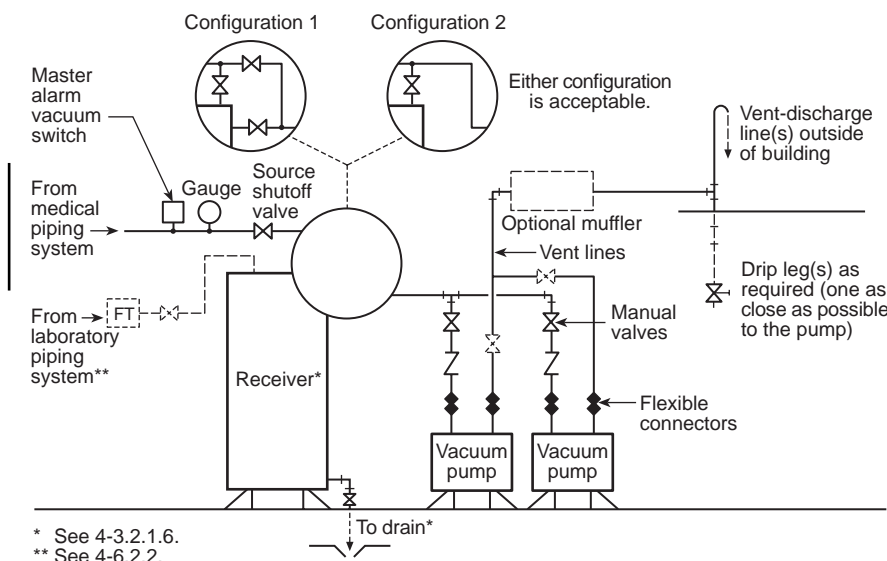 Configuration 1
Configuration 2
Master
alarm
vacuum
switch
Either configuration
is acceptable.
Vent-discharge
line(s) outside
of building
From
medical
piping
system
Gauge
Source
shutoff
valve
Optional muffler
Vent lines
Drip leg(s) as
required (one as
close as possible
to the pump)
From
laboratory
piping
system**
FT
Manual
valves
Receiver*
Flexible
connectors
Vacuum
pump
Vacuum
pump
To drain*
* See 4-3.2.1.6.
** See 4-6.2.2.